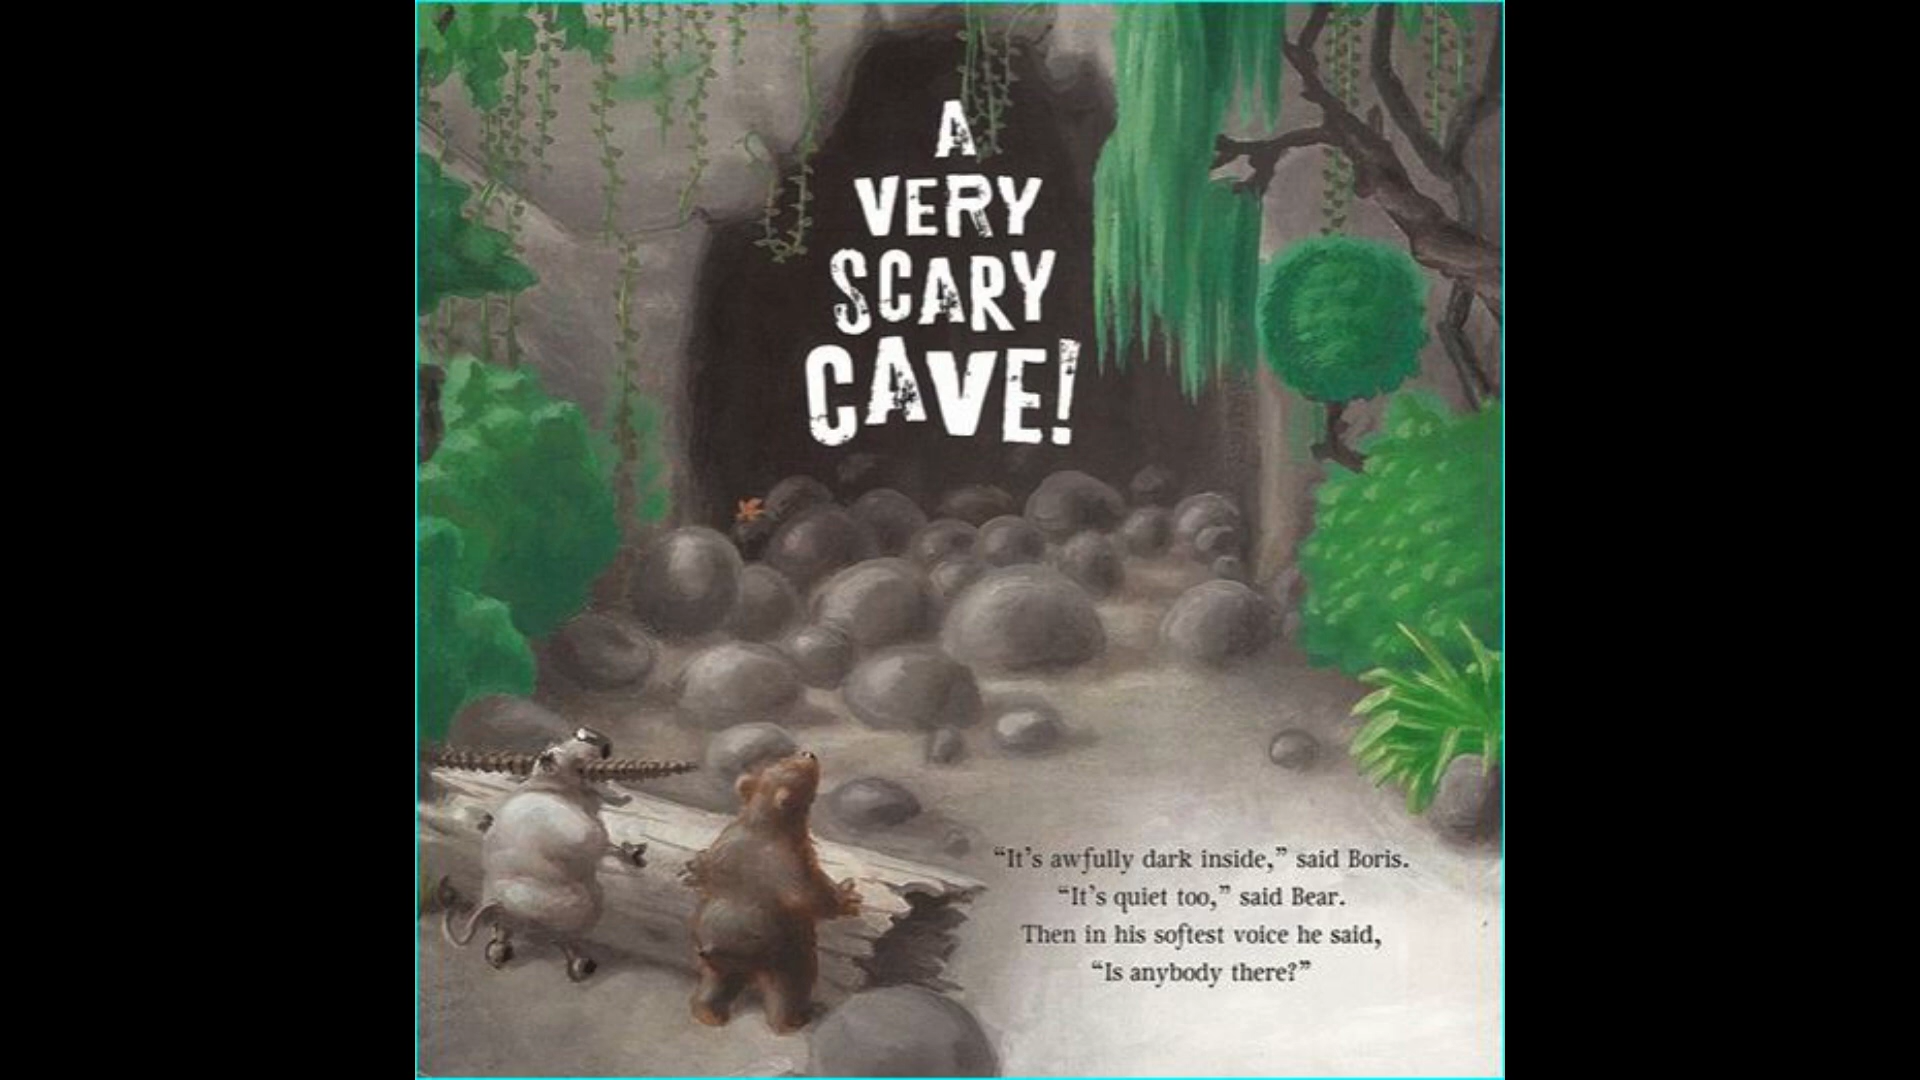 A
VERY
SCARY
CAVE!
“It’s awfully dark inside,” said Boris.
“It’s quiet too,” said Bear.
Then in his softest voice he said,
“Is anybody there?”